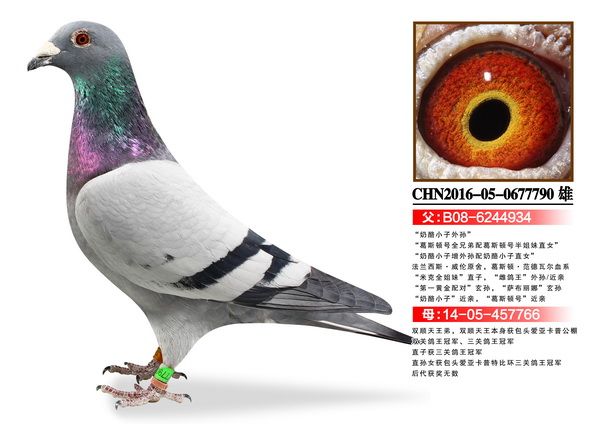 CHN2016-05-0677790 雄
父:B08-6244934
“奶酪小子外孙”
“葛斯顿号全兄弟配葛斯顿号半姐妹直女”
“奶酪小子增外孙配奶酪小子直女”
法兰西斯·威伦原舍，葛斯顿·范德瓦尔血系
“米克全姐妹”直子，“雌鸽王”外孙/近亲
“第一黄金配对”玄孙，“萨布丽娜”玄孙
“奶酪小子”近亲，“葛斯顿号”近亲
母:14-05-457766
双顺天王弟，双顺天王本身获包头爱亚卡普公棚
双关鸽王冠军、三关鸽王冠军
直子获三关鸽王冠军
直孙女获包头爱亚卡普特比环三关鸽王冠军
后代获奖无数